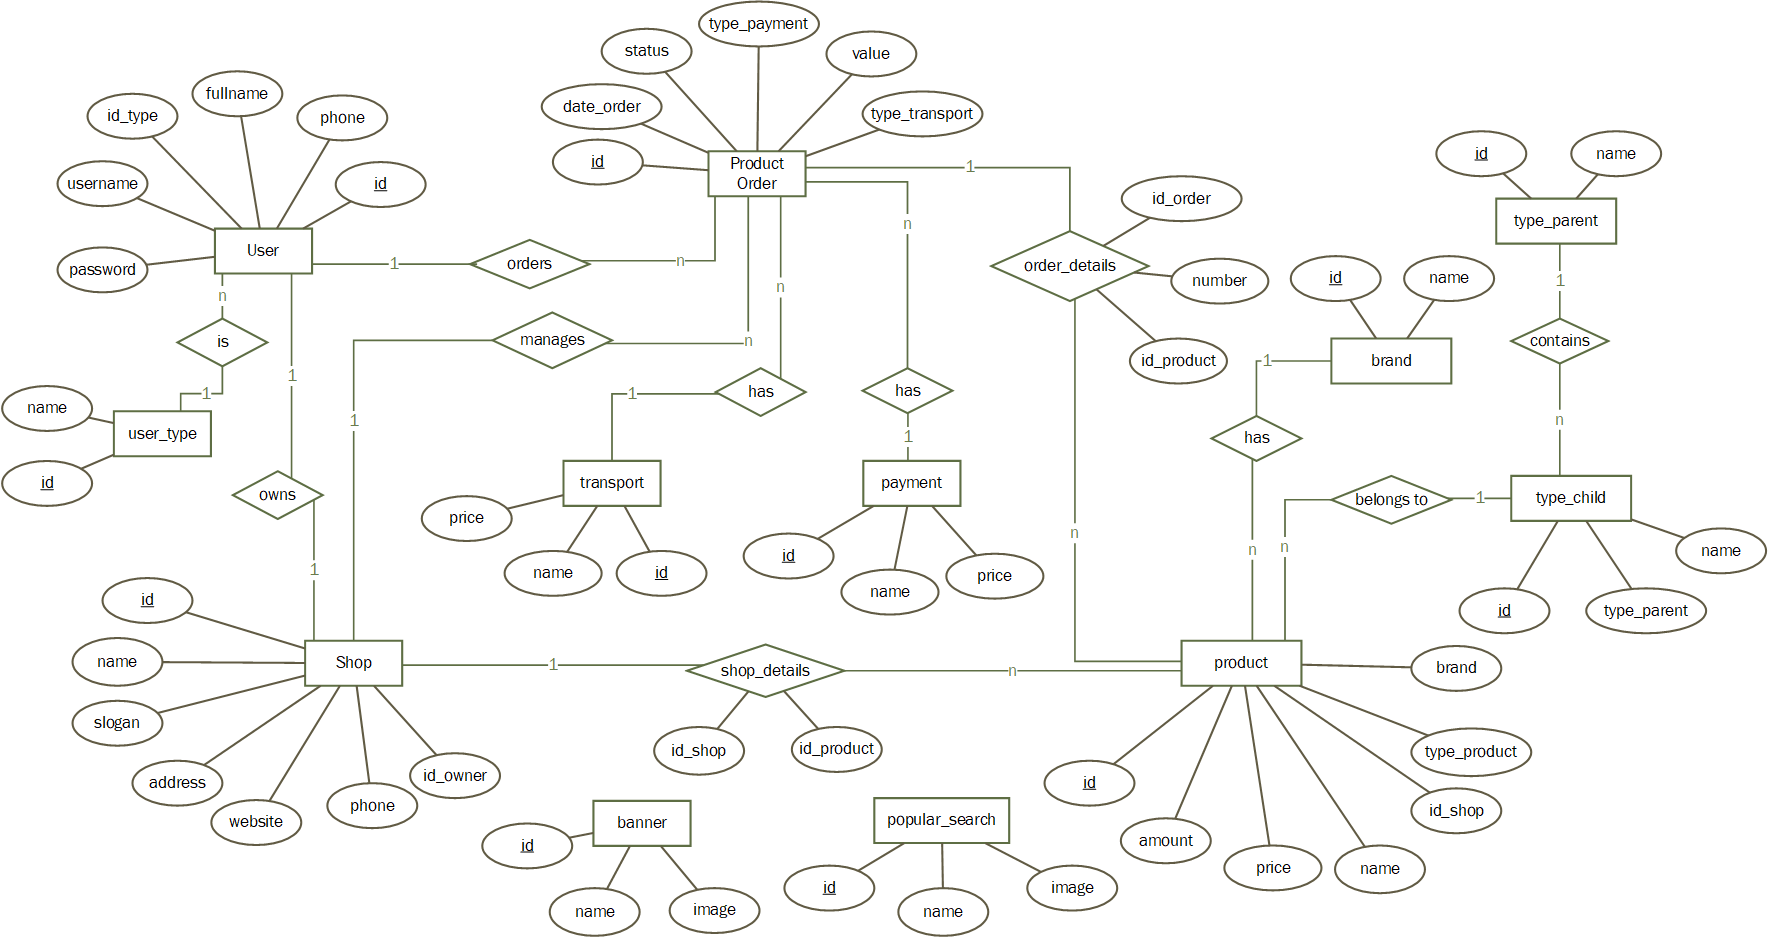 type_payment
status
value
fullname
date_order
type_transport
id_type
phone
id
name
id
Product
Order
1
username
id
id_order
n
type_parent
User
password
1
orders
n
order_details
number
id
name
1
n
n
is
manages
n
id_product
brand
contains
1
1
1
has
has
name
1
n
user_type
1
has
id
owns
transport
payment
belongs to
1
type_child
price
n
n
n
name
id
1
name
id
price
name
id
type_parent
id
name
Shop
1
shop_details
n
product
brand
slogan
id_shop
id_product
type_product
address
id_owner
id
website
phone
id_shop
banner
popular_search
id
amount
price
name
id
image
name
image
name